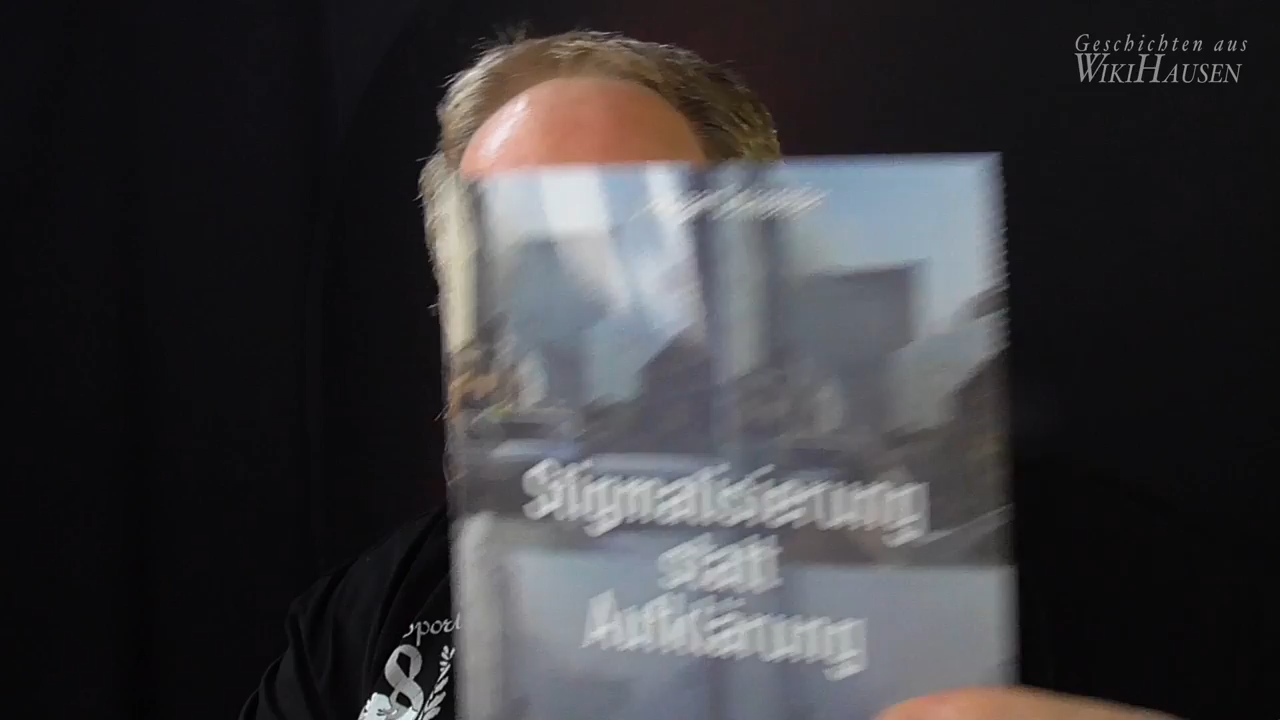 Geschichten aus
WIKIHAUSEN
Stigmatisierung
statt
Aufklärung